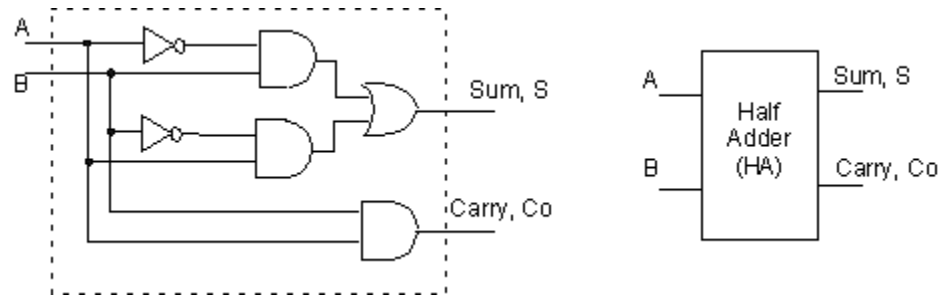 A
B
Sum, S
Carry, Co
A
B
Half
Adder
(HA)
Sum, S
Carry, Co